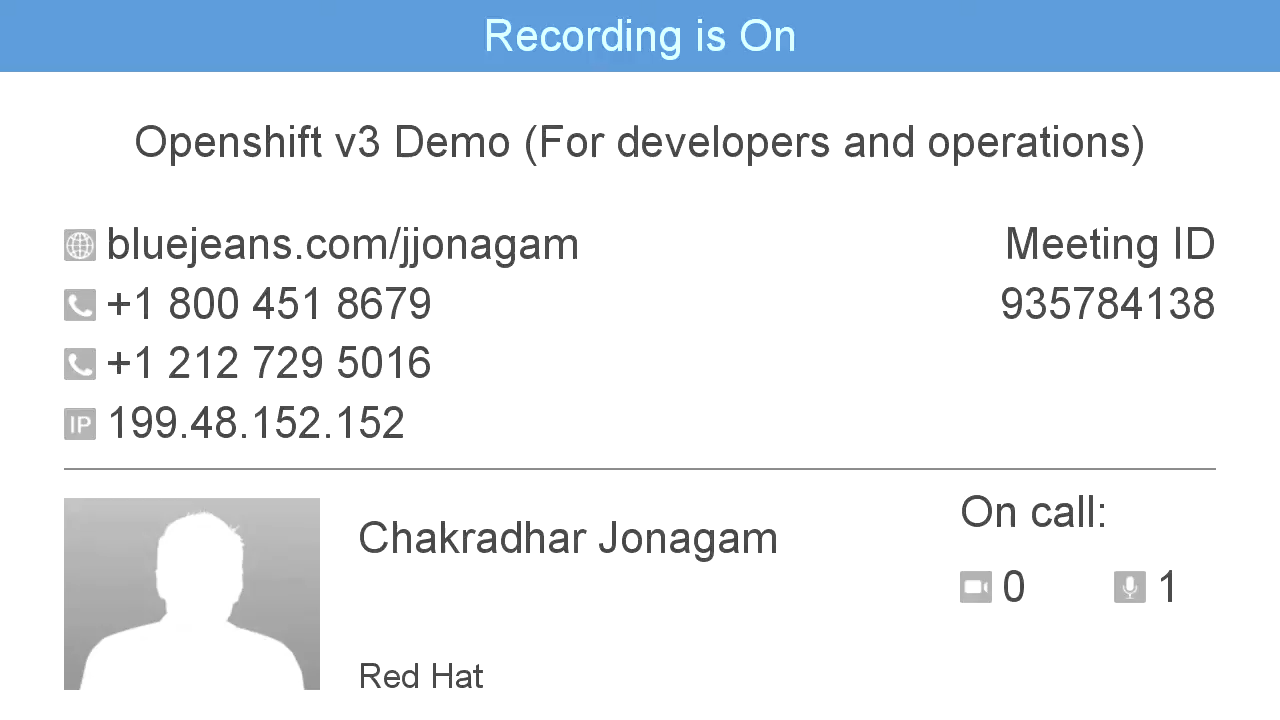 Recording is On
Openshift v3 Demo (For developers and operations)
bluejeans.com/jjonagam
Meeting ID
+1 800 451 8679
935784138
+1 212 729 5016
IP 199.48.152.152
Chakradhar Jonagam
On call:
0 1
Red Hat